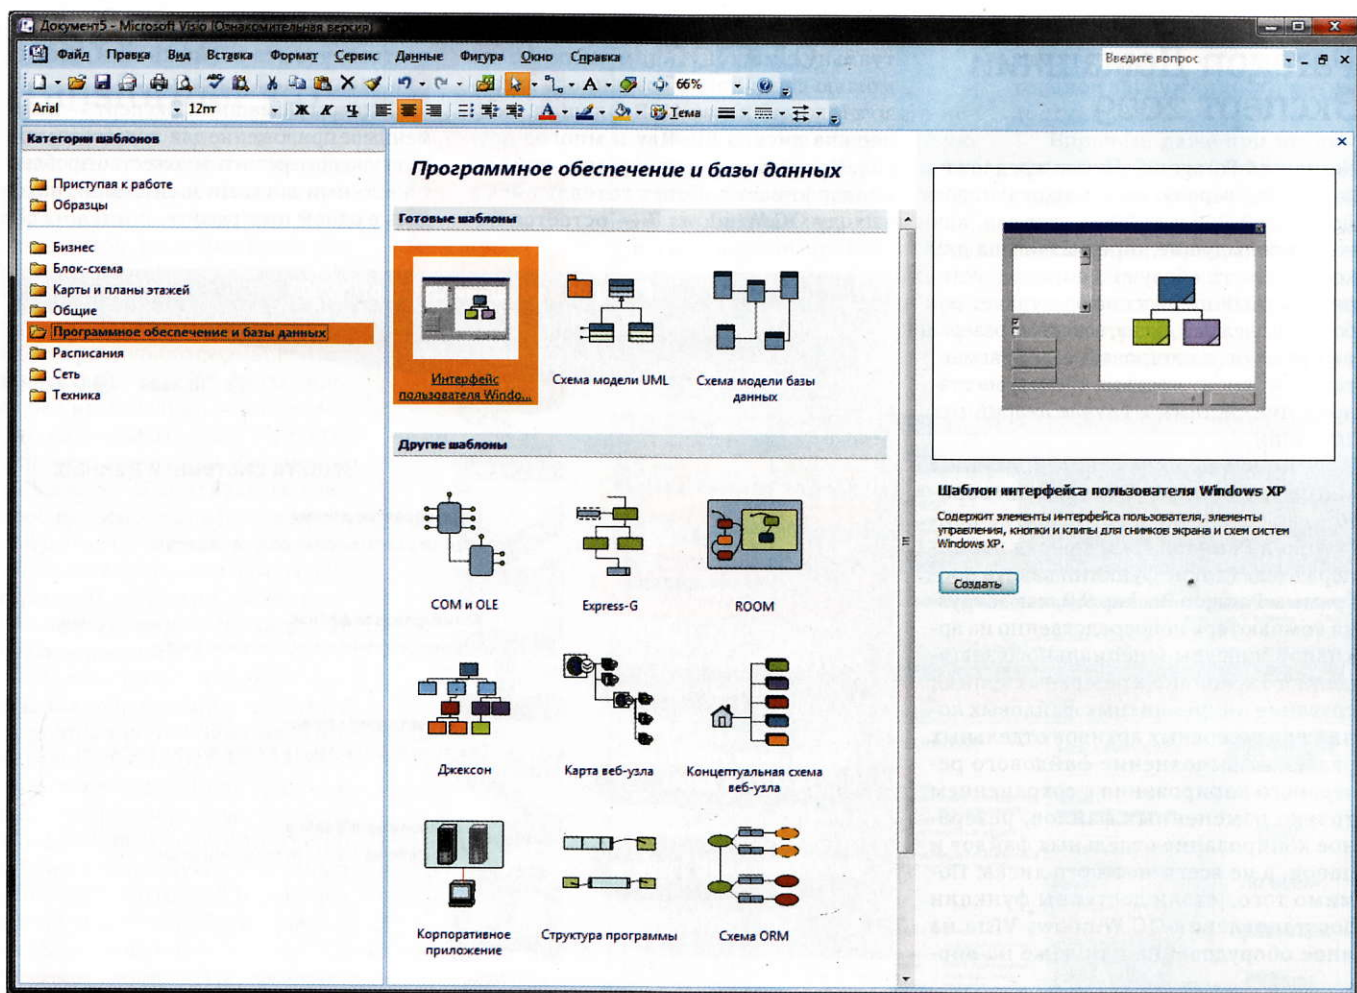 Документ5 - Microsoft Visio (Ознакомительная версия)
Файл Правка Вид Вставка Формат Сервис Данные Фигура Окно Справка
Введите вопрос
66%
Arial 12пт Ж К Ч Тема
Категории шаблонов
Приступая к работе
Образцы
Бизнес
Блок-схема
Карты и планы этажей
Общие
Программное обеспечение и базы данных
Расписания
Сеть
Техника
Программное обеспечение и базы данных
Готовые шаблоны
Интерфейс
пользователя Windo...
Схема модели UML
Схема модели базы
данных
Другие шаблоны
COM и OLE
Express-G
ROOM
Джексон
Карта веб-узла
Концептуальная схема
веб-узла
Корпоративное
приложение
Структура программы
Схема ORM
Шаблон интерфейса пользователя Windows XP
Содержит элементы интерфейса пользователя, элементы
управления, кнопки и
для снимков экрана и схем систем
Windows XP.
Создать